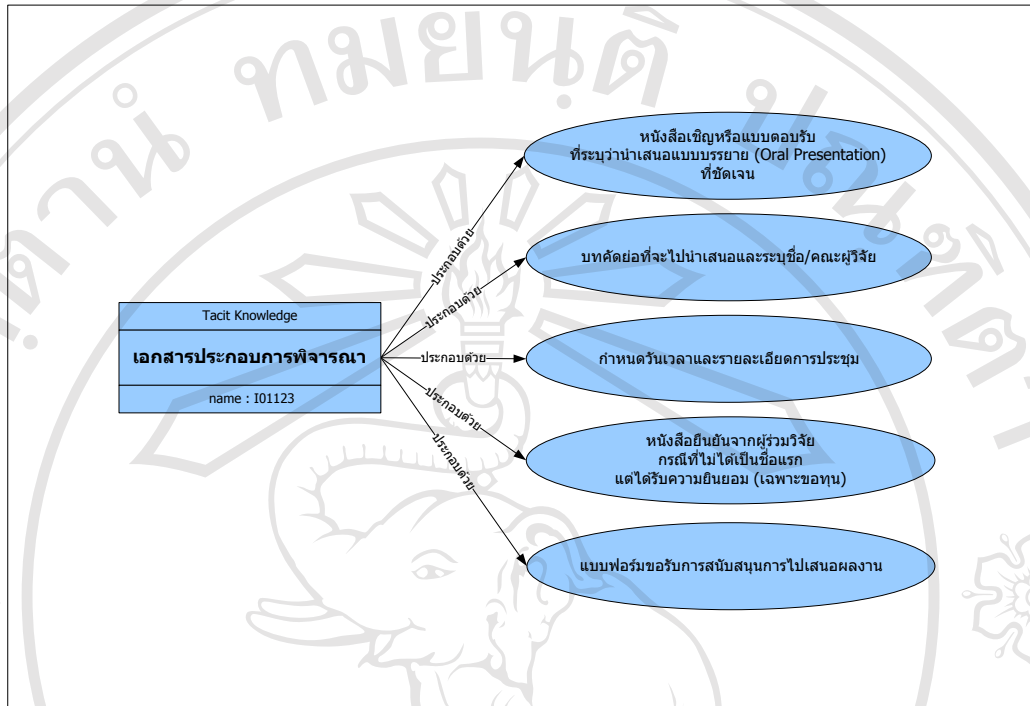 Tacit Knowledge
เอกสารประกอบการพิจารณา
name : I01123
ประกอบด้วย
ประกอบด้วย
ประกอบด้วย
ประกอบด้วย
ประกอบด้วย
หนังสือเชิญหรือแบบตอบรับ
ที่ระบุว่านำเสนอแบบบรรยาย (Oral Presentation)
ที่ชัดเจน
บทคัดย่อที่จะไปนำเสนอและระบุชื่อ/คณะผู้วิจัย
กำหนดวันเวลาและรายละเอียดการประชุม
หนังสือยืนยันจากผู้ร่วมวิจัย
กรณีที่ไม่ได้เป็นชื่อแรก
แต่ได้รับความยินยอม (เฉพาะขอทุน)
แบบฟอร์มขอรับการสนับสนุนการไปเสนอผลงาน